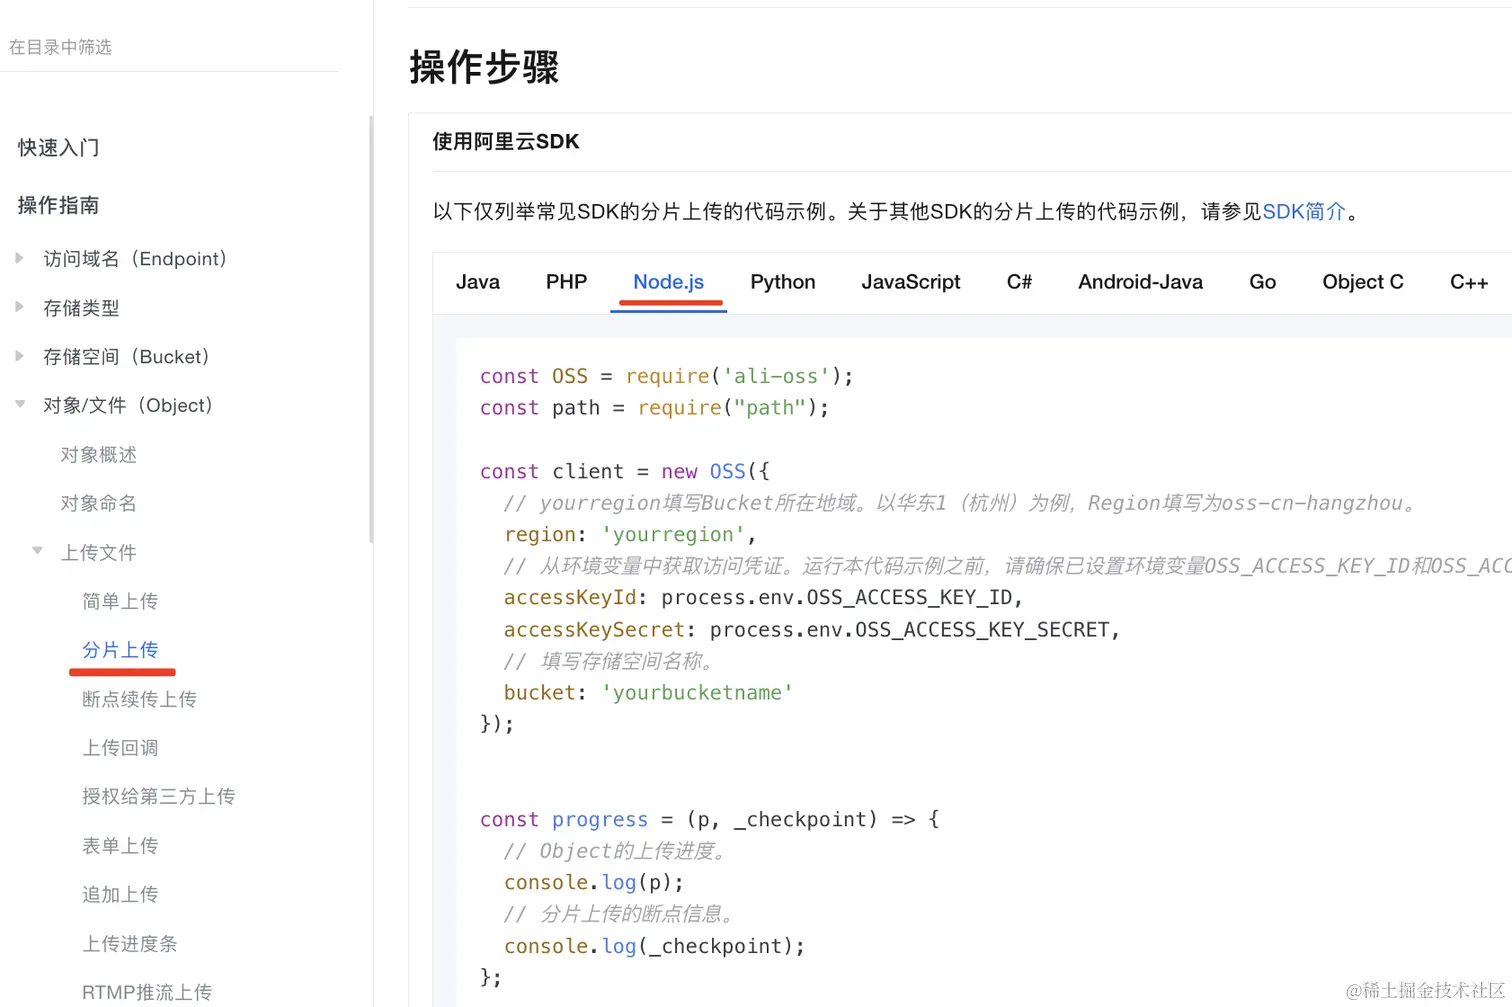 在目录中筛选
快速入门
操作指南
访问域名（Endpoint）
存储类型
存储空间（Bucket）
对象/文件（Object）
对象概述
对象命名
上传文件
简单上传
分片上传
断点续传上传
上传回调
授权给第三方上传
表单上传
追加上传
上传进度条
RTMP推流上传
操作步骤
使用阿里云SDK
以下仅列举常见SDK的分片上传的代码示例。关于其他SDK的分片上传的代码示例，请参见SDK简介。
Java PHP Node.js Python JavaScript C# Android-Java Go Object C C++
const OSS = require('ali-oss');
const path = require("path");
const client = new OSS({
// yourregion填写Bucket所在地域。以华东1（杭州）为例，Region填写为oss-cn-hangzhou。
region: 'yourregion',
// 从环境变量中获取访问凭证。运行本代码示例之前，请确保已设置环境变量OSS_ACCESS_KEY_ID和OSS_ACC
accessKeyId: process.env.OSS_ACCESS_KEY_ID,
accessKeySecret: process.env.OSS_ACCESS_KEY_SECRET,
// 填写存储空间名称。
bucket: 'yourbucketname'
});
const progress = (p, _checkpoint) => {
// Object的上传进度。
console.log(p);
// 分片上传的断点信息。
console.log(_checkpoint);
};
@稀土掘金技术社区